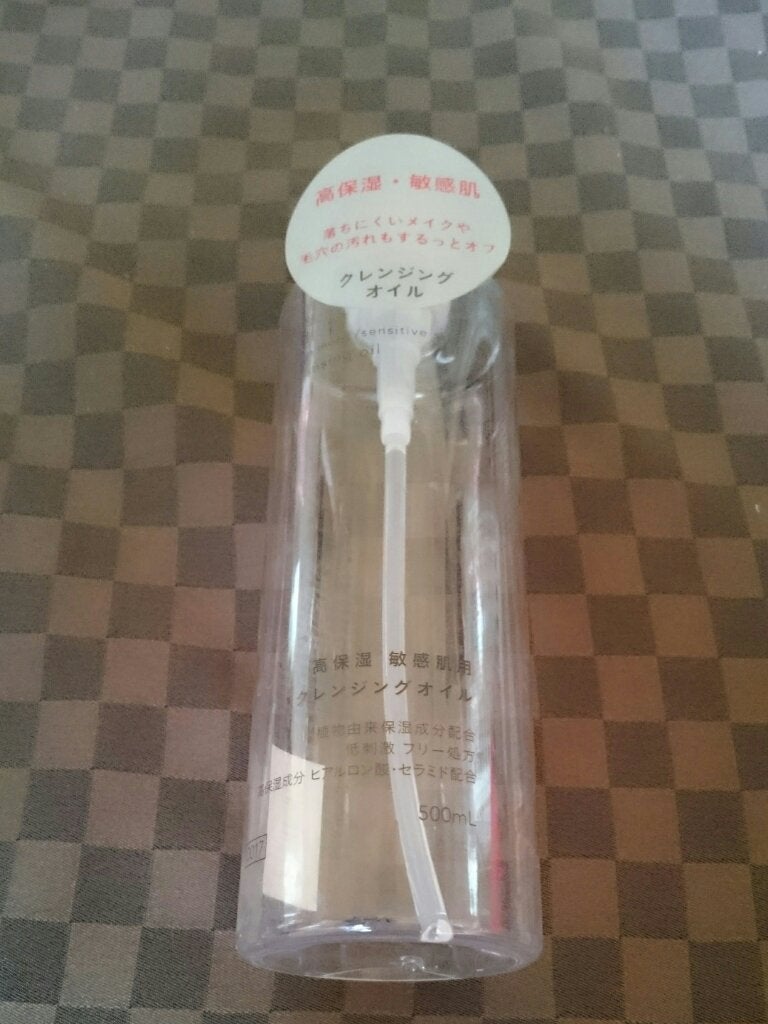 高保湿・敏感肌
落ちにくいメイクや
毛穴の汚れもするっとオフ
クレンジング
オイル
/sensitive
oil
高保湿 敏感肌用
クレンジングオイル
植物由来保湿成分配合
低刺激 フリー処方
高保湿成分 ヒアルロン酸・セラミド配合
500mL